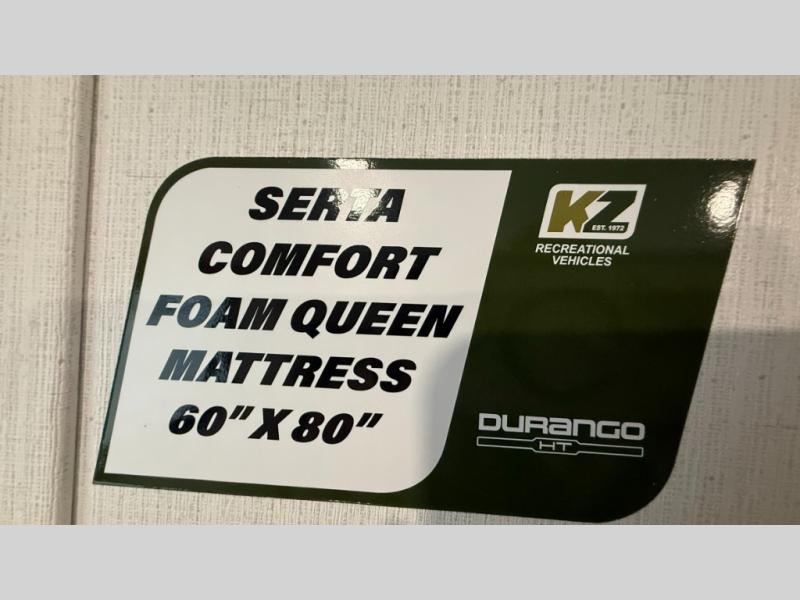 SERTA
COMFORT
FOAM QUEEN
MATTRESS
60" X 80"
KZ
EST. 1972
RECREATIONAL
VEHICLES
DURANGO
HT